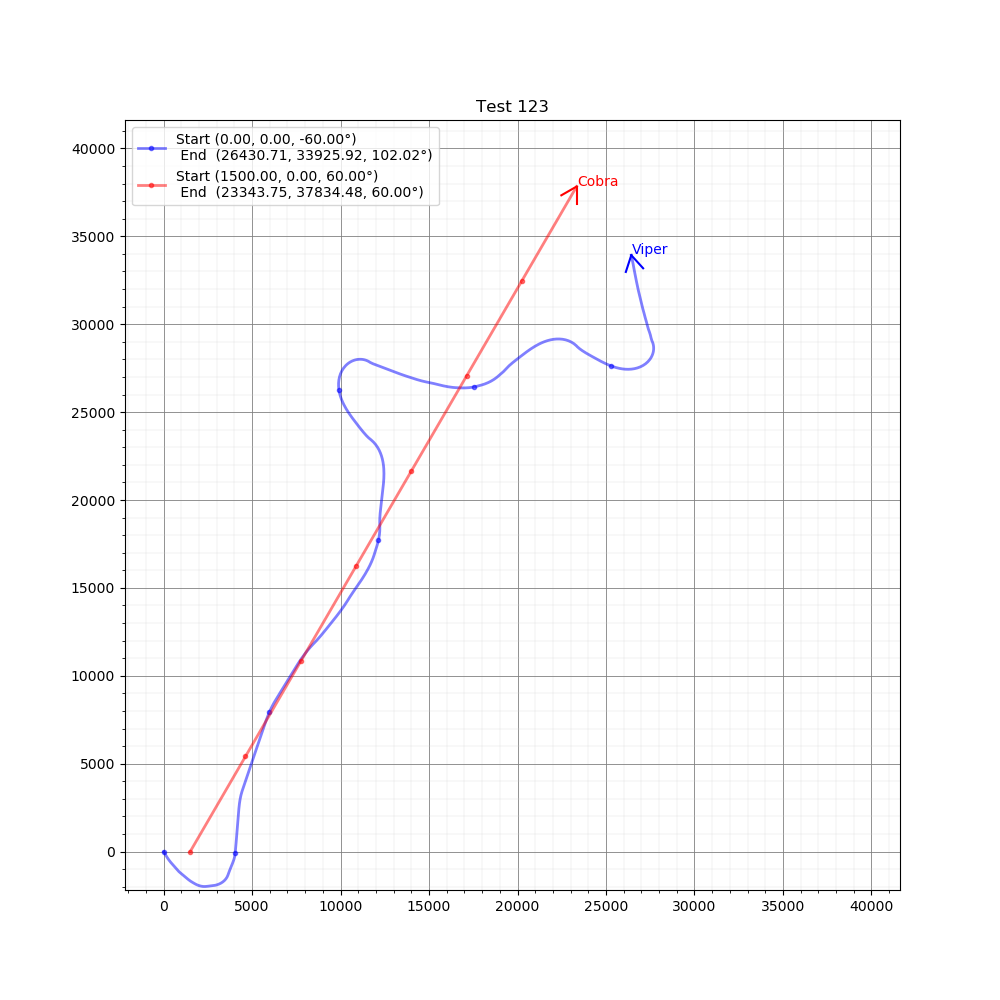 Test 123
Start (0.00, 0.00, -60.00°)
End (26430.71, 33925.92, 102.02°)
Start (1500.00, 0.00, 60.00°)
End (23343.75, 37834.48, 60.00°)
Cobra
Viper
40000
35000
30000
25000
20000
15000
10000
5000
0
0 5000 10000 15000 20000 25000 30000 35000 40000